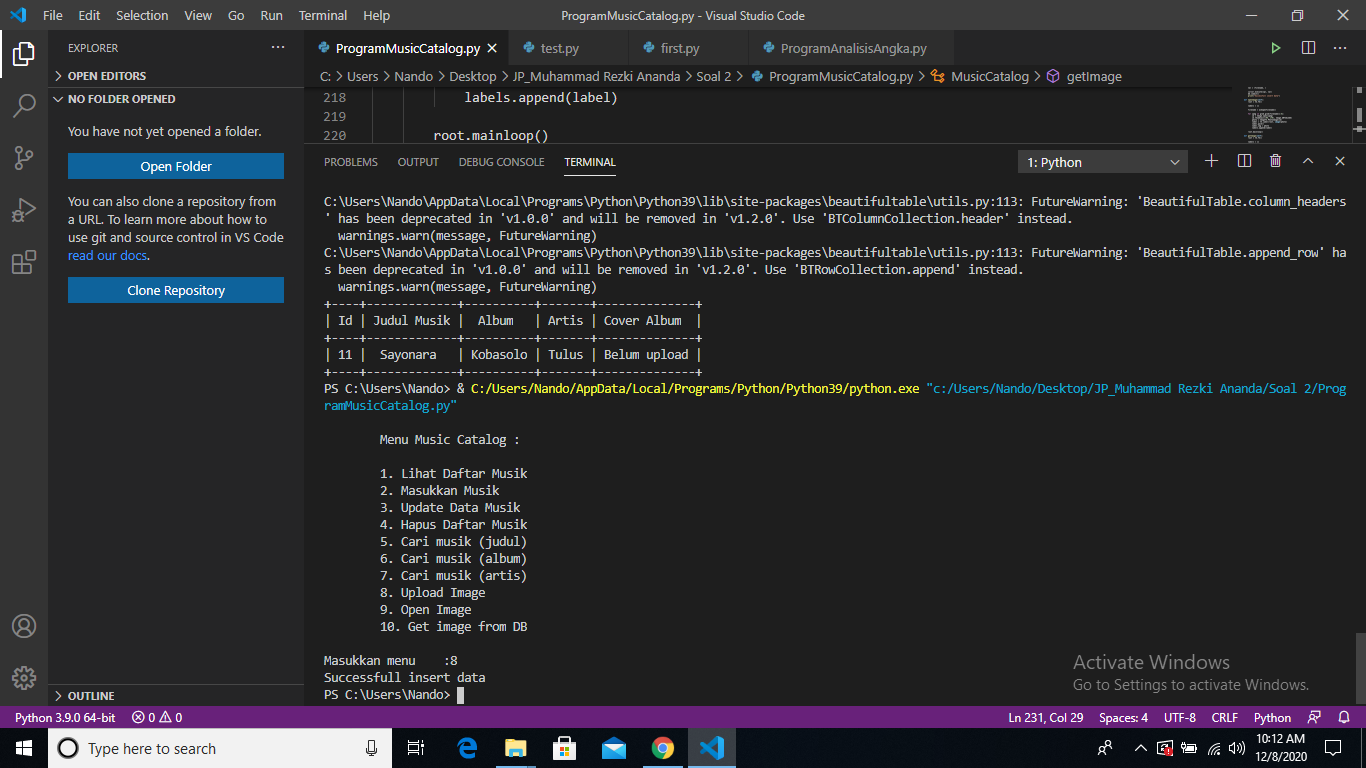 File Edit Selection View Go Run Terminal Help ProgramMusicCatalog.py - Visual Studio Code
EXPLORER
OPEN EDITORS
NO FOLDER OPENED
You have not yet opened a folder.
Open Folder
You can also clone a repository from
a URL. To learn more about how to
use git and source control in VS Code
read our docs.
Clone Repository
OUTLINE
ProgramMusicCatalog.py test.py first.py ProgramAnalisisAngka.py
C: > Users > Nando > Desktop > JP_Muhammad Rezki Ananda > Soal 2 > ProgramMusicCatalog.py > MusicCatalog > getImage
218 labels.append(label)
219
220 root.mainloop()
PROBLEMS OUTPUT DEBUG CONSOLE TERMINAL 1: Python
C:\Users\Nando\AppData\Local\Programs\Python\Python39\lib\site-packages\beautifultable\utils.py:113: FutureWarning: 'BeautifulTable.column_headers
' has been deprecated in 'v1.0.0' and will be removed in 'v1.2.0'. Use 'BTColumnCollection.header' instead.
warnings.warn(message, FutureWarning)
C:\Users\Nando\AppData\Local\Programs\Python\Python39\lib\site-packages\beautifultable\utils.py:113: FutureWarning: 'BeautifulTable.append_row' ha
s been deprecated in 'v1.0.0' and will be removed in 'v1.2.0'. Use 'BTRowCollection.append' instead.
warnings.warn(message, FutureWarning)
+----+-------------+----------+-------+--------------+
| Id | Judul Musik |  Album   | Artis | Cover Album  |
+----+-------------+----------+-------+--------------+
| 11 |  Sayonara   | Kobasolo | Tulus | Belum upload |
+----+-------------+----------+-------+--------------+
PS C:\Users\Nando> & C:/Users/Nando/AppData/Local/Programs/Python/Python39/python.exe "c:/Users/Nando/Desktop/JP_Muhammad Rezki Ananda/Soal 2/Prog
ramMusicCatalog.py"
Menu Music Catalog :
1. Lihat Daftar Musik
2. Masukkan Musik
3. Update Data Musik
4. Hapus Daftar Musik
5. Cari musik (judul)
6. Cari musik (album)
7. Cari musik (artis)
8. Upload Image
9. Open Image
10. Get image from DB
Masukkan menu    :8
Successfull insert data
PS C:\Users\Nando>
Activate Windows
Go to Settings to activate Windows.
Python 3.9.0 64-bit 0 0 Ln 231, Col 29 Spaces: 4 UTF-8 CRLF Python
Type here to search
10:12 AM
12/8/2020